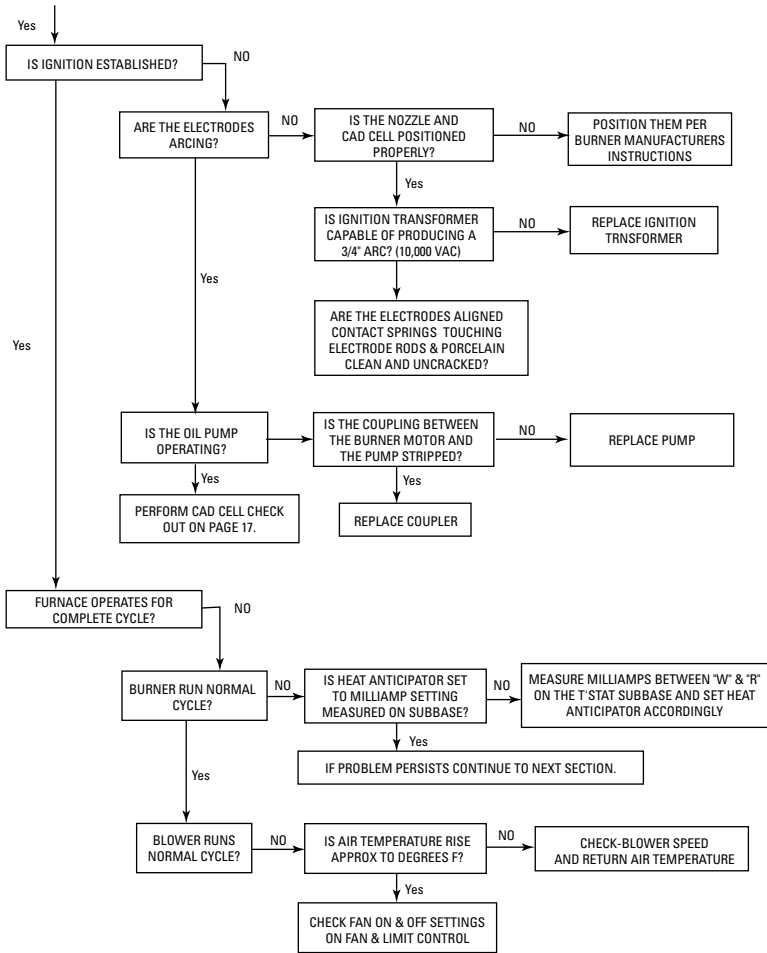 Yes
IS IGNITION ESTABLISHED?
NO
ARE THE ELECTRODES
ARCING?
NO
IS THE NOZZLE AND
CAD CELL POSITIONED
PROPERLY?
NO
POSITION THEM PER
BURNER MANUFACTURERS
INSTRUCTIONS
Yes
IS IGNITION TRANSFORMER
CAPABLE OF PRODUCING A
3/4" ARC? (10,000 VAC)
NO
REPLACE IGNITION
TRNSFORMER
Yes
ARE THE ELECTRODES ALIGNED
CONTACT SPRINGS TOUCHING
ELECTRODE RODS & PORCELAIN
CLEAN AND UNCRACKED?
Yes
IS THE OIL PUMP
OPERATING?
IS THE COUPLING BETWEEN
THE BURNER MOTOR AND
THE PUMP STRIPPED?
NO
REPLACE PUMP
Yes
Yes
PERFORM CAD CELL CHECK
OUT ON PAGE 17.
REPLACE COUPLER
FURNACE OPERATES FOR
COMPLETE CYCLE?
NO
BURNER RUN NORMAL
CYCLE?
NO
IS HEAT ANTICIPATOR SET
TO MILLIAMP SETTING
MEASURED ON SUBBASE?
NO
MEASURE MILLIAMPS BETWEEN "W" & "R"
ON THE T'STAT SUBBASE AND SET HEAT
ANTICIPATOR ACCORDINGLY
Yes
IF PROBLEM PERSISTS CONTINUE TO NEXT SECTION.
Yes
BLOWER RUNS
NORMAL CYCLE?
NO
IS AIR TEMPERATURE RISE
APPROX TO DEGREES F?
NO
CHECK-BLOWER SPEED
AND RETURN AIR TEMPERATURE
Yes
CHECK FAN ON & OFF SETTINGS
ON FAN & LIMIT CONTROL